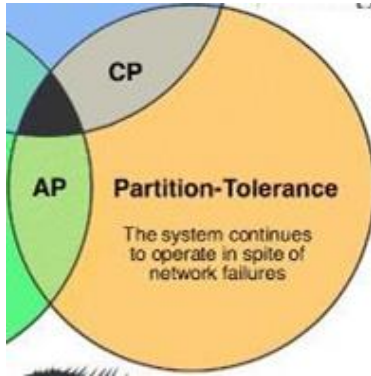 CP
AP
Partition-Tolerance
The system continues
to operate in spite of
network failures